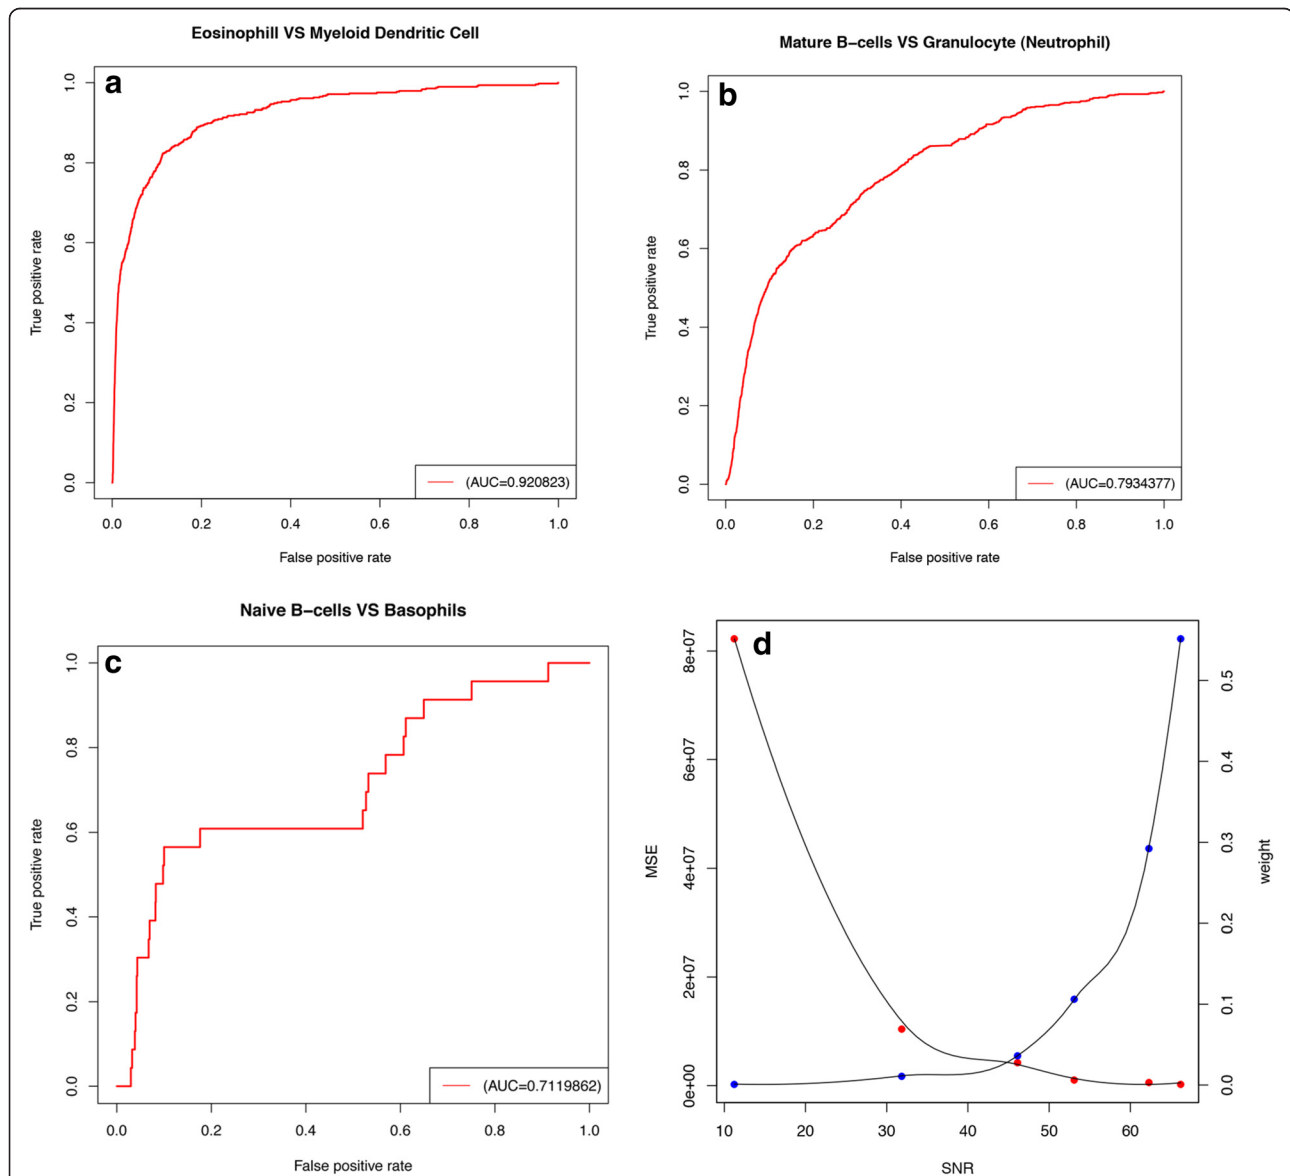 Eosinophill VS Myeloid Dendritic Cell
a
True positive rate
1.0
0.8
0.6
0.4
0.2
0.0
(AUC=0.920823)
0.0 0.2 0.4 0.6 0.8 1.0
False positive rate
Mature B-cells VS Granulocyte (Neutrophil)
b
True positive rate
1.0
0.8
0.6
0.4
0.2
0.0
(AUC=0.7934377)
0.0 0.2 0.4 0.6 0.8 1.0
False positive rate
Naive B-cells VS Basophils
c
True positive rate
1.0
0.8
0.6
0.4
0.2
0.0
(AUC=0.7119862)
0.0 0.2 0.4 0.6 0.8 1.0
False positive rate
d
MSE
8e+07
6e+07
4e+07
2e+07
0e+00
weight
0.5
0.4
0.3
0.2
0.1
0.0
10 20 30 40 50 60
SNR